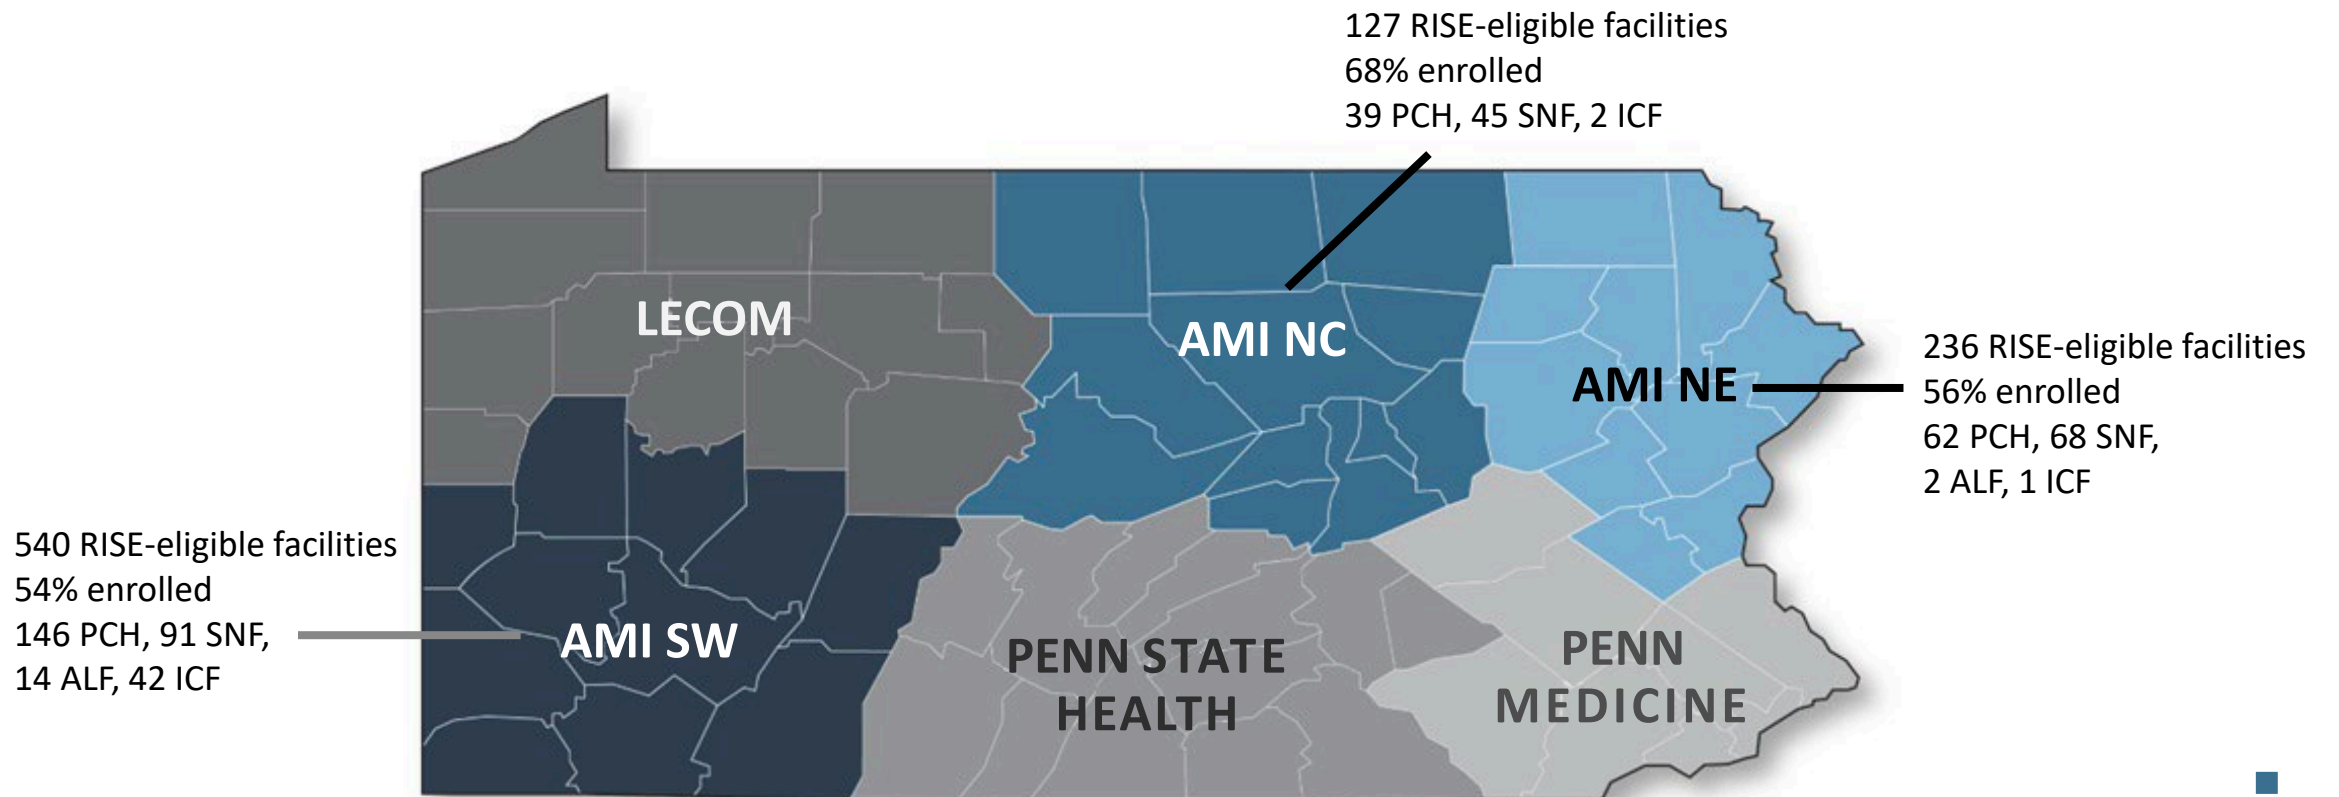 127 RISE-eligible facilities
68% enrolled
39 PCH, 45 SNF, 2 ICF
LECOM
AMI NC
AMI NE
236 RISE-eligible facilities
56% enrolled
62 PCH, 68 SNF,
2 ALF, 1 ICF
540 RISE-eligible facilities
54% enrolled
146 PCH, 91 SNF,
14 ALF, 42 ICF
AMI SW
PENN STATE
HEALTH
PENN
MEDICINE